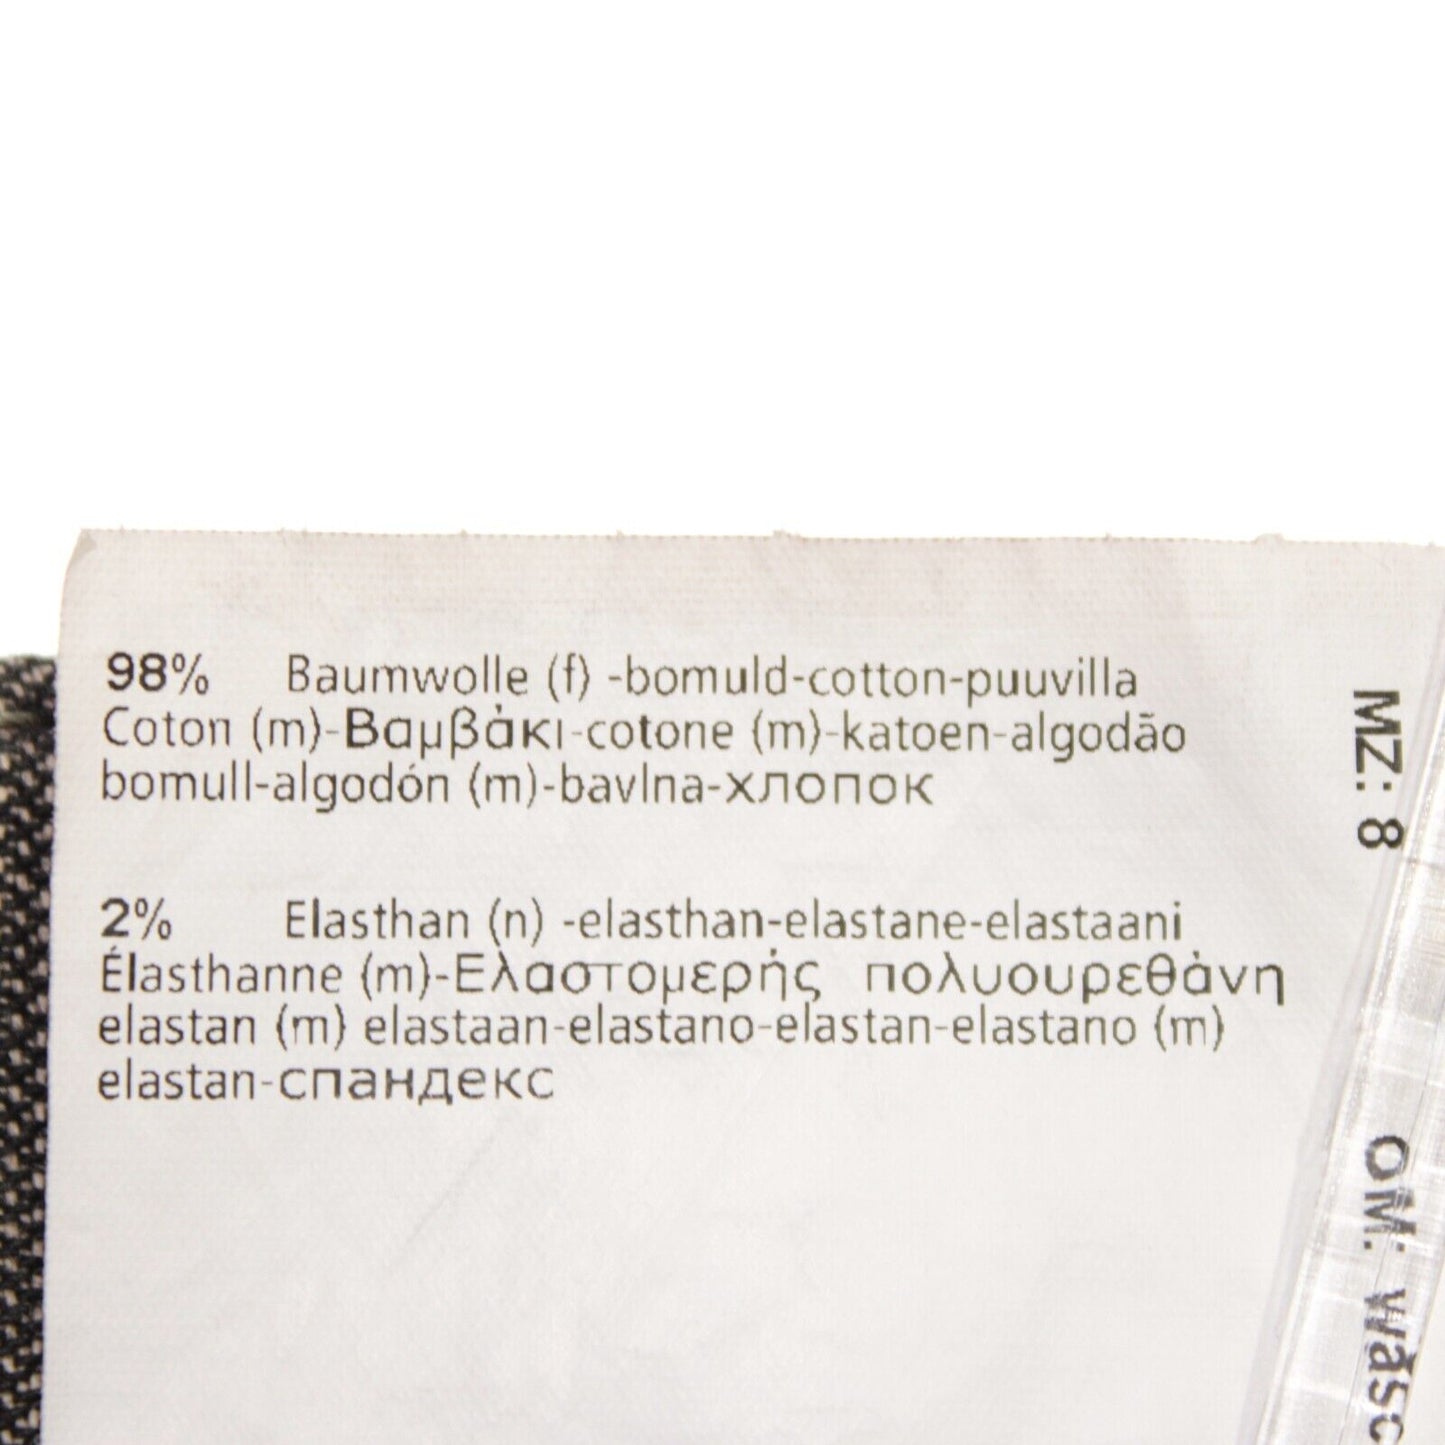 98% Baumwolle (f) -bomuld-cotton-puuvilla
Coton (m)-Βαμβάκι-cotone (m)-katoen-algodão
bomull-algodón (m)-bavlna-хлопок
2% Elasthan (n) -elasthan-elastane-elastaani
Élasthanne (m)-Ελαστομερής πολυουρεθάνη
elastan (m) elastaan-elastano-elastan-elastano (m)
elastan-спандекс
MZ: 8
OM: